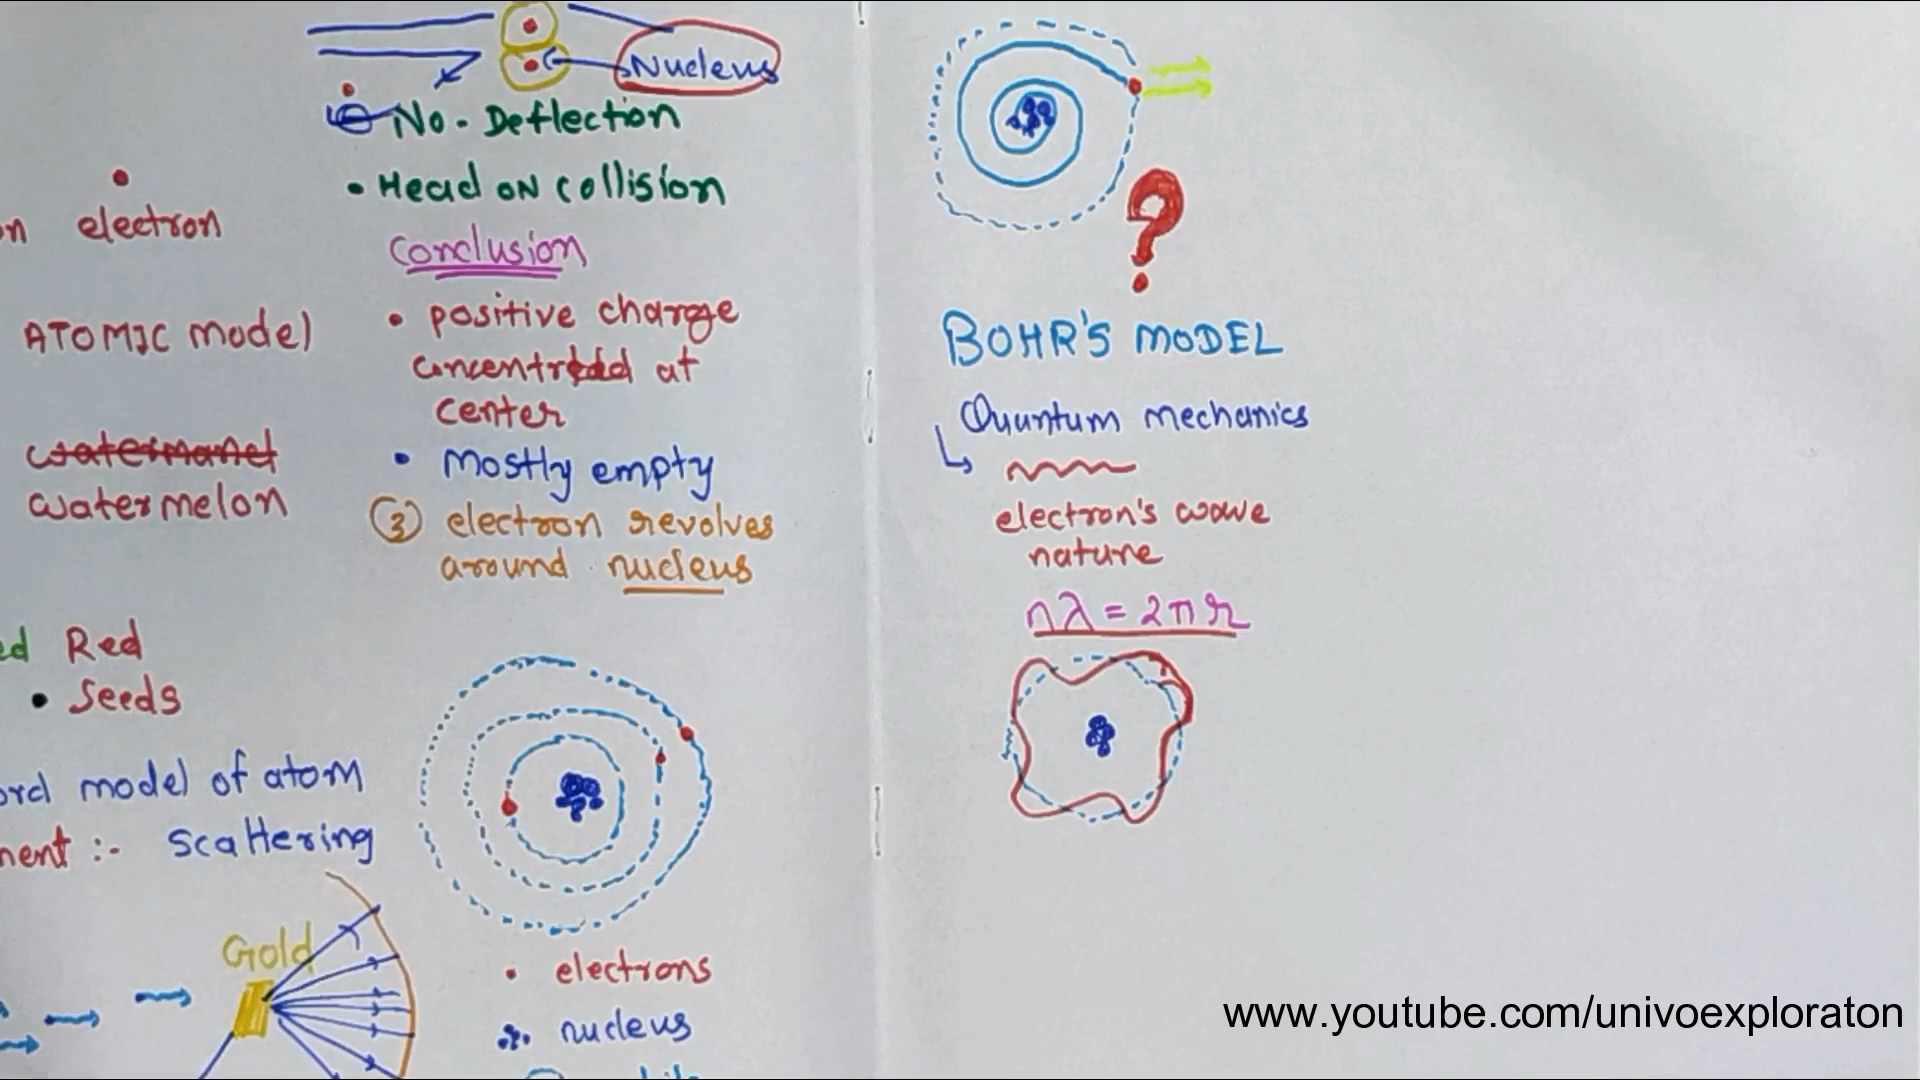 Nucleus
No - Deflection
• Head on collision
Conclusion
• positive charge
concentrated at
center
• mostly empty
③ electron revolves
around nucleus
electron
ATOMIC model
watermelon
Red
• Seeds
model of atom
:- Scattering
Gold
• electrons
nucleus
BOHR'S MODEL
Quantum mechanics
electron's wave
nature
nλ = 2πr
www.youtube.com/univoexploraton